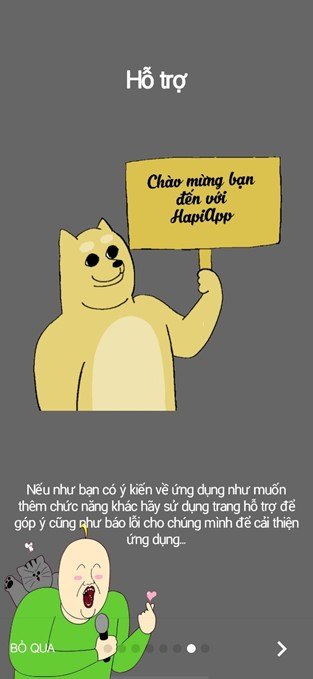 Hỗ trợ
Chào mừng bạn
đến với
HapiApp
Nếu như bạn có ý kiến về ứng dụng như muốn
thêm chức năng khác hãy sử dụng trang hỗ trợ để
góp ý cũng như báo lỗi cho chúng mình để cải thiện
ứng dụng...
BỎ QUA